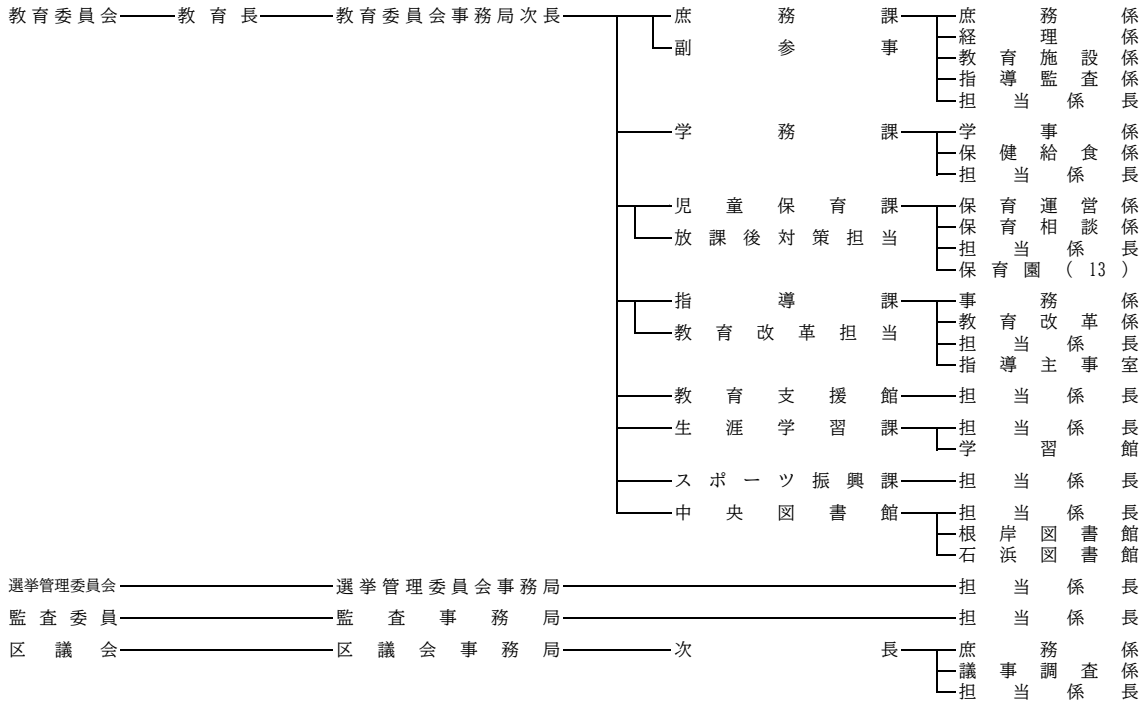 教育委員会 教育長 教育委員会事務局次長 庶務課 庶務係
経理係
副参事
教育施設係
指導監査係
担当係長
学務課 学事係
保健給食係
担当係長
児童保育課 保育運営係
保育相談係
放課後対策担当
担当係長
保育園(13)
指導課 事務係
教育改革係
教育改革担当
担当係長
指導主事室
教育支援館 担当係長
生涯学習課 担当係長
学習館
スポーツ振興課 担当係長
中央図書館 担当係長
根岸図書館
石浜図書館
選挙管理委員会 選挙管理委員会事務局 担当係長
監査委員 監査事務局 担当係長
区議会 区議会事務局 次長 庶務係
議事調査係
担当係長